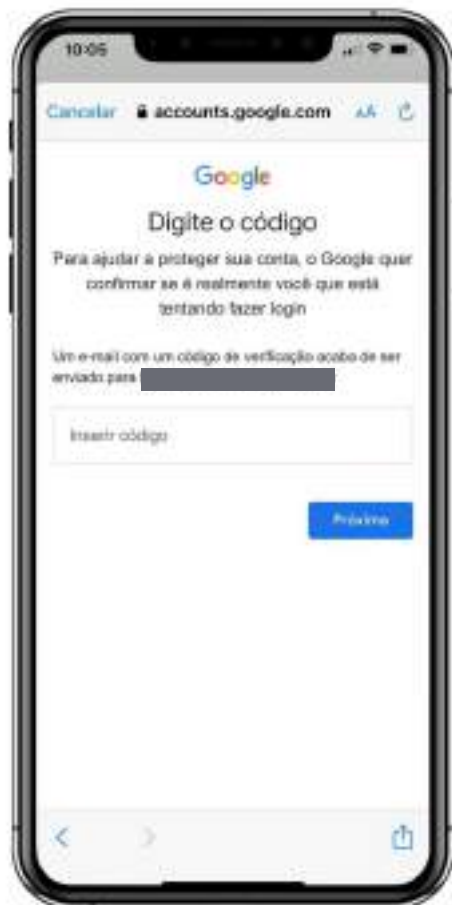 10:05
Cancelar accounts.google.com AA
Google
Digite o código
Para ajudar a proteger sua conta, o Google quer
confirmar se é realmente você que está
tentando fazer login
Um e-mail com um código de verificação acaba de ser
enviado para
Inserir código
Próximo